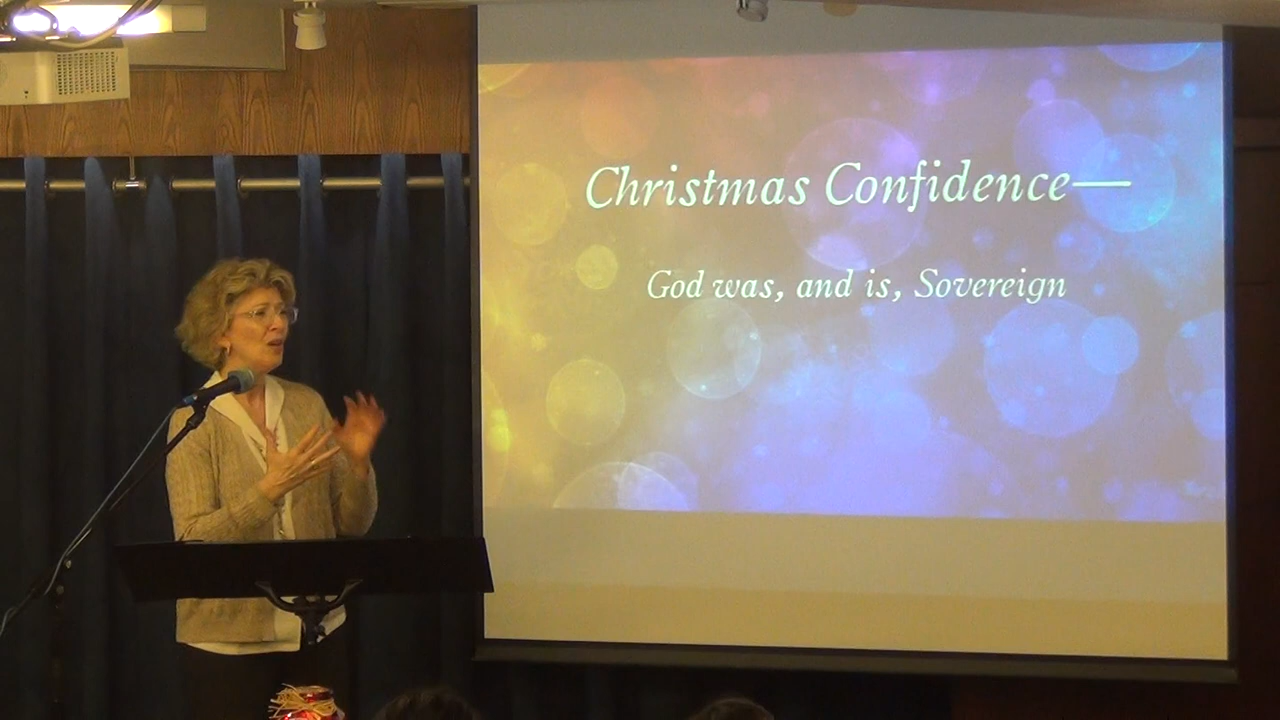 Christmas Confidence—
God was, and is, Sovereign